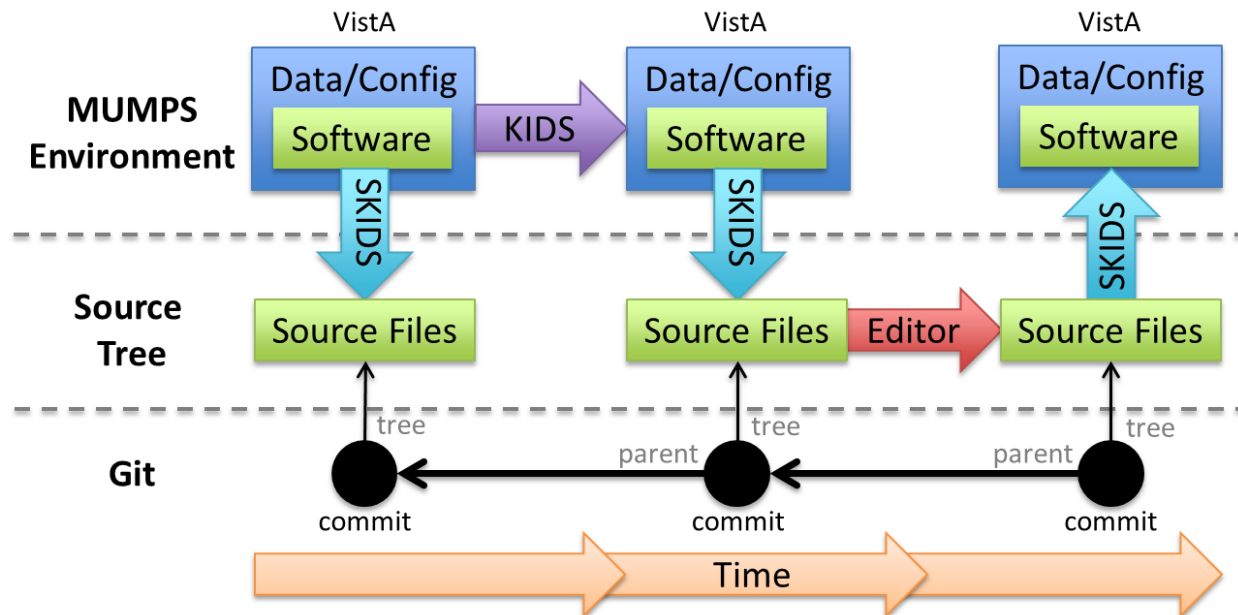 VistA
VistA
VistA
MUMPS
Environment
Data/Config
Software
KIDS
Data/Config
Software
Data/Config
Software
SKIDS
SKIDS
SKIDS
Source
Tree
Source Files
Source Files
Editor
Source Files
tree
tree
tree
Git
parent
parent
commit
commit
commit
Time